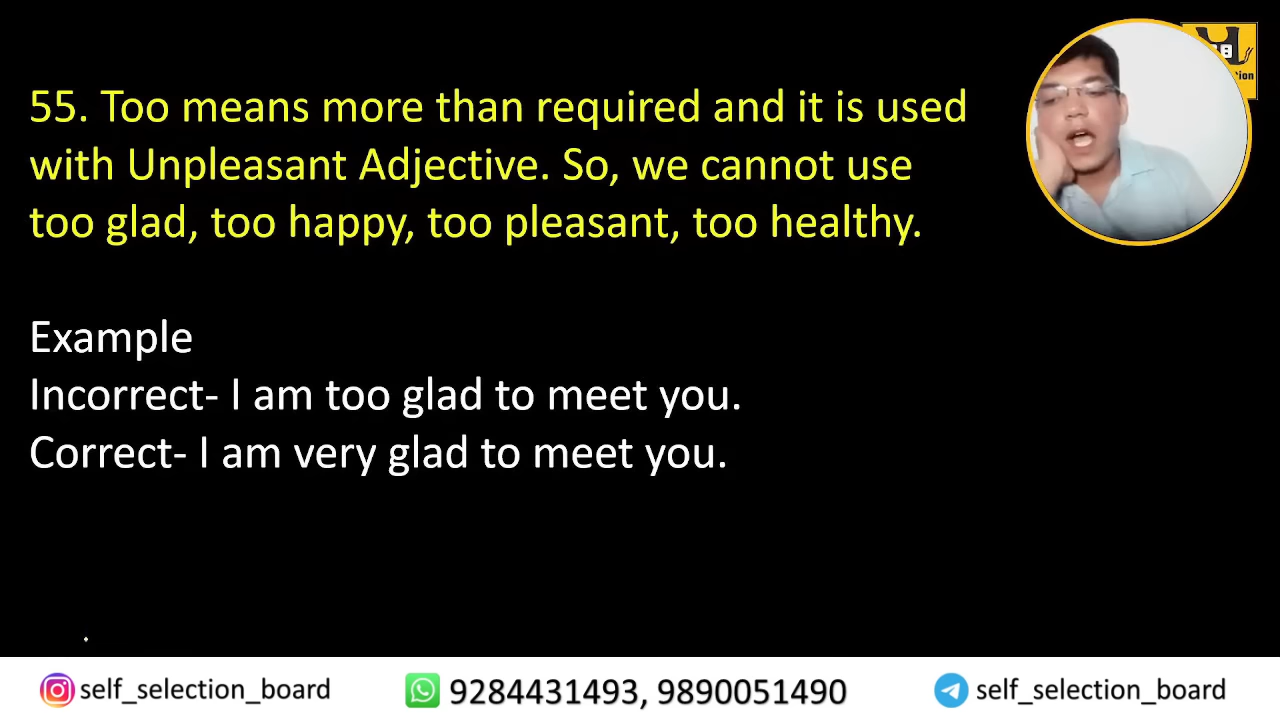 55. Too means more than required and it is used
with Unpleasant Adjective. So, we cannot use
too glad, too happy, too pleasant, too healthy.
Example
Incorrect- I am too glad to meet you.
Correct- I am very glad to meet you.
self_selection_board
9284431493, 9890051490
self_selection_board